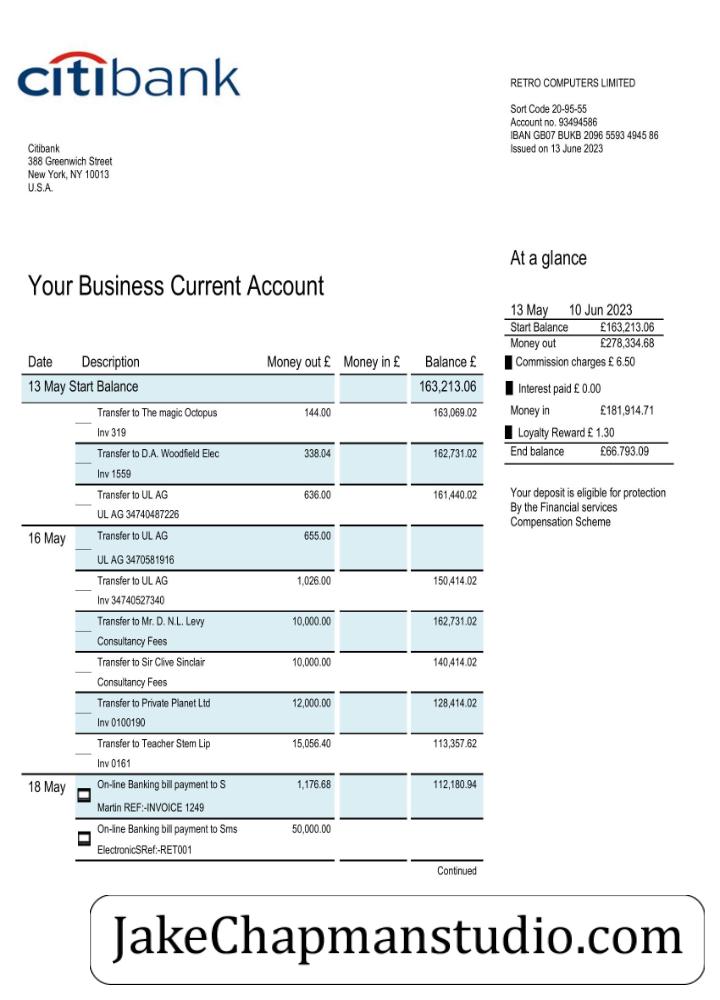 citibank
RETRO COMPUTERS LIMITED
Sort Code 20-95-55
Account no. 93494586
IBAN GB07 BUKB 2096 5593 4945 86
Issued on 13 June 2023
Citibank
388 Greenwich Street
New York, NY 10013
U.S.A.
At a glance
Your Business Current Account
13 May 10 Jun 2023
Start Balance £163,213.06
Money out £278,334.68
Commission charges £ 6.50
Interest paid £ 0.00
Money in £181,914.71
Loyalty Reward £ 1.30
End balance £66.793.09
Your deposit is eligible for protection
By the Financial services
Compensation Scheme
Date Description Money out £ Money in £ Balance £
13 May Start Balance 163,213.06
Transfer to The magic Octopus 144.00 163,069.02
Inv 319
Transfer to D.A. Woodfield Elec 338.04 162,731.02
Inv 1559
Transfer to UL AG 636.00 161,440.02
UL AG 34740487226
16 May Transfer to UL AG 655.00
UL AG 3470581916
Transfer to UL AG 1,026.00 150,414.02
Inv 34740527340
Transfer to Mr. D. N.L. Levy 10,000.00 162,731.02
Consultancy Fees
Transfer to Sir Clive Sinclair 10,000.00 140,414.02
Consultancy Fees
Transfer to Private Planet Ltd 12,000.00 128,414.02
Inv 0100190
Transfer to Teacher Stem Lip 15,056.40 113,357.62
Inv 0161
18 May On-line Banking bill payment to S 1,176.68 112,180.94
Martin REF:-INVOICE 1249
On-line Banking bill payment to Sms 50,000.00
ElectronicSRef:-RET001
Continued
JakeChapmanstudio.com